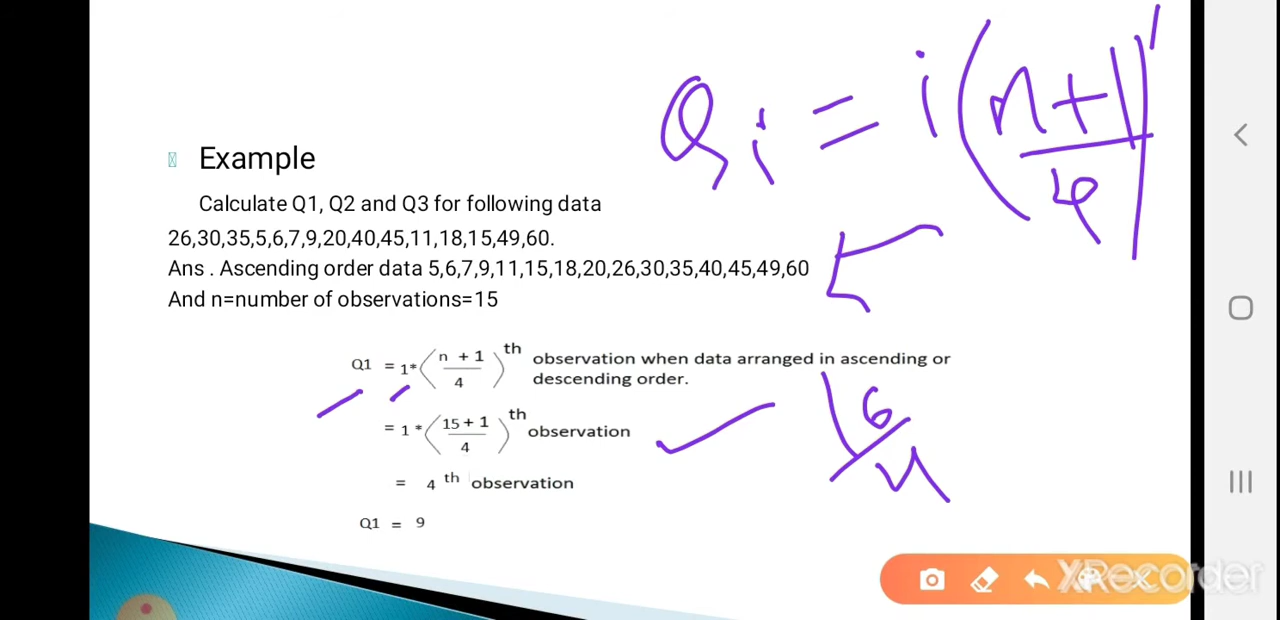 Qi = i (n+1 / 4)
Example
Calculate Q1, Q2 and Q3 for following data
26,30,35,5,6,7,9,20,40,45,11,18,15,49,60.
Ans . Ascending order data 5,6,7,9,11,15,18,20,26,30,35,40,45,49,60
And n=number of observations=15
Q1 = 1* ( n + 1 / 4 ) th observation when data arranged in ascending or
descending order.
= 1 * ( 15 + 1 / 4 ) th observation
16 / 4
= 4 th observation
Q1 = 9
XRecorder